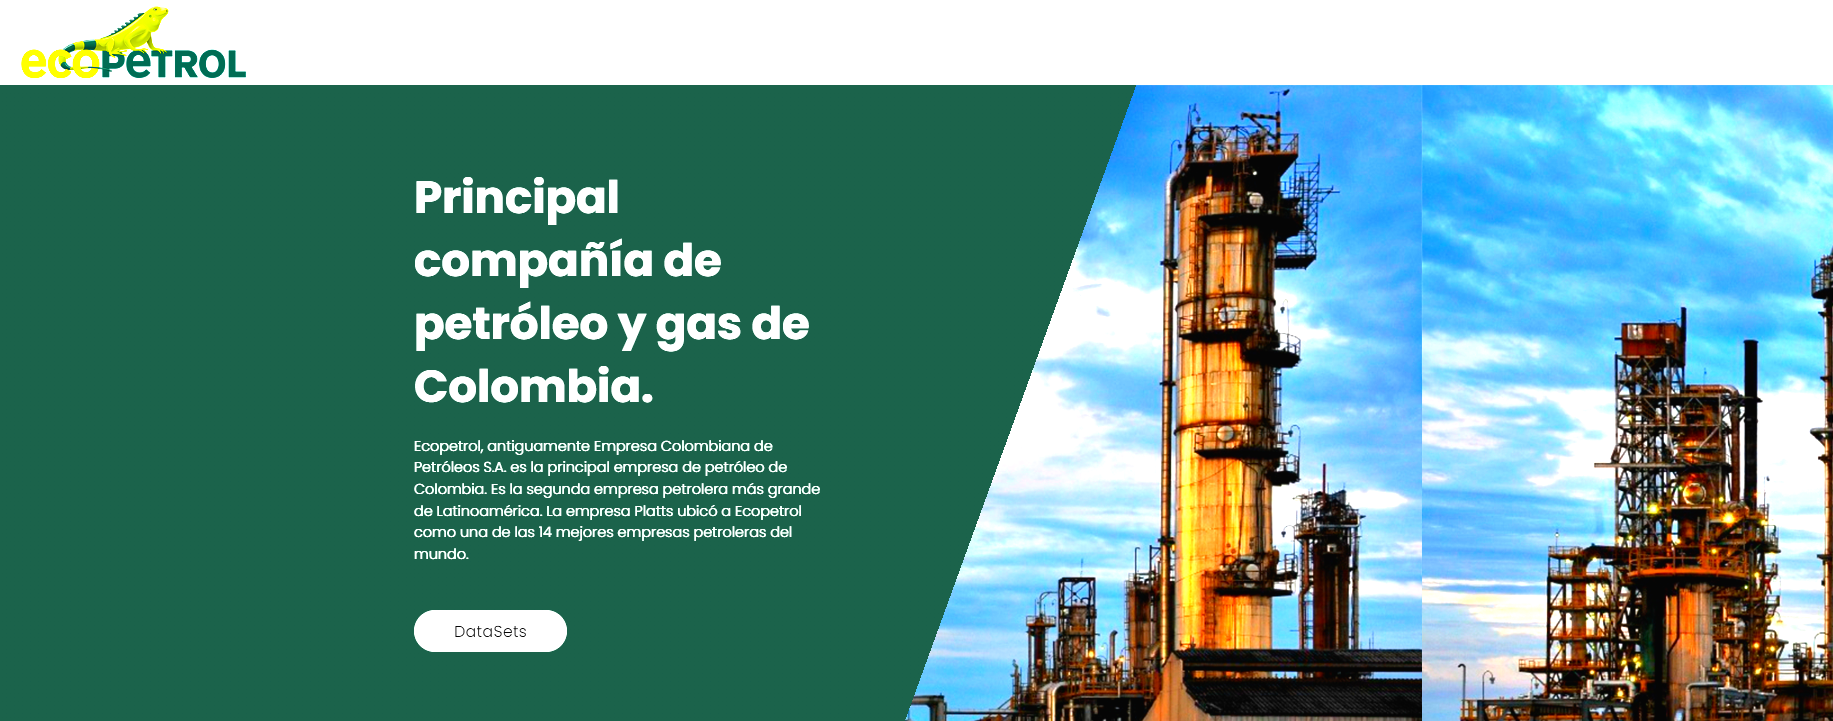 ecoPETROL
Principal
compañía de
petróleo y gas de
Colombia.
Ecopetrol, antiguamente Empresa Colombiana de
Petróleos S.A. es la principal empresa de petróleo de
Colombia. Es la segunda empresa petrolera más grande
de Latinoamérica. La empresa Platts ubicó a Ecopetrol
como una de las 14 mejores empresas petroleras del
mundo.
DataSets